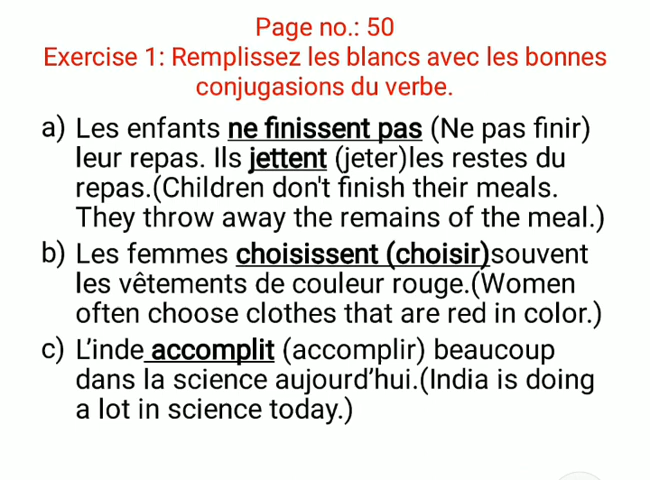 Page no.: 50
Exercise 1: Remplissez les blancs avec les bonnes
conjugasions du verbe.
a) Les enfants ne finissent pas (Ne pas finir)
leur repas. Ils jettent (jeter)les restes du
repas.(Children don't finish their meals.
They throw away the remains of the meal.)
b) Les femmes choisissent (choisir)souvent
les vêtements de couleur rouge.(Women
often choose clothes that are red in color.)
c) L'inde accomplit (accomplir) beaucoup
dans la science aujourd'hui.(India is doing
a lot in science today.)